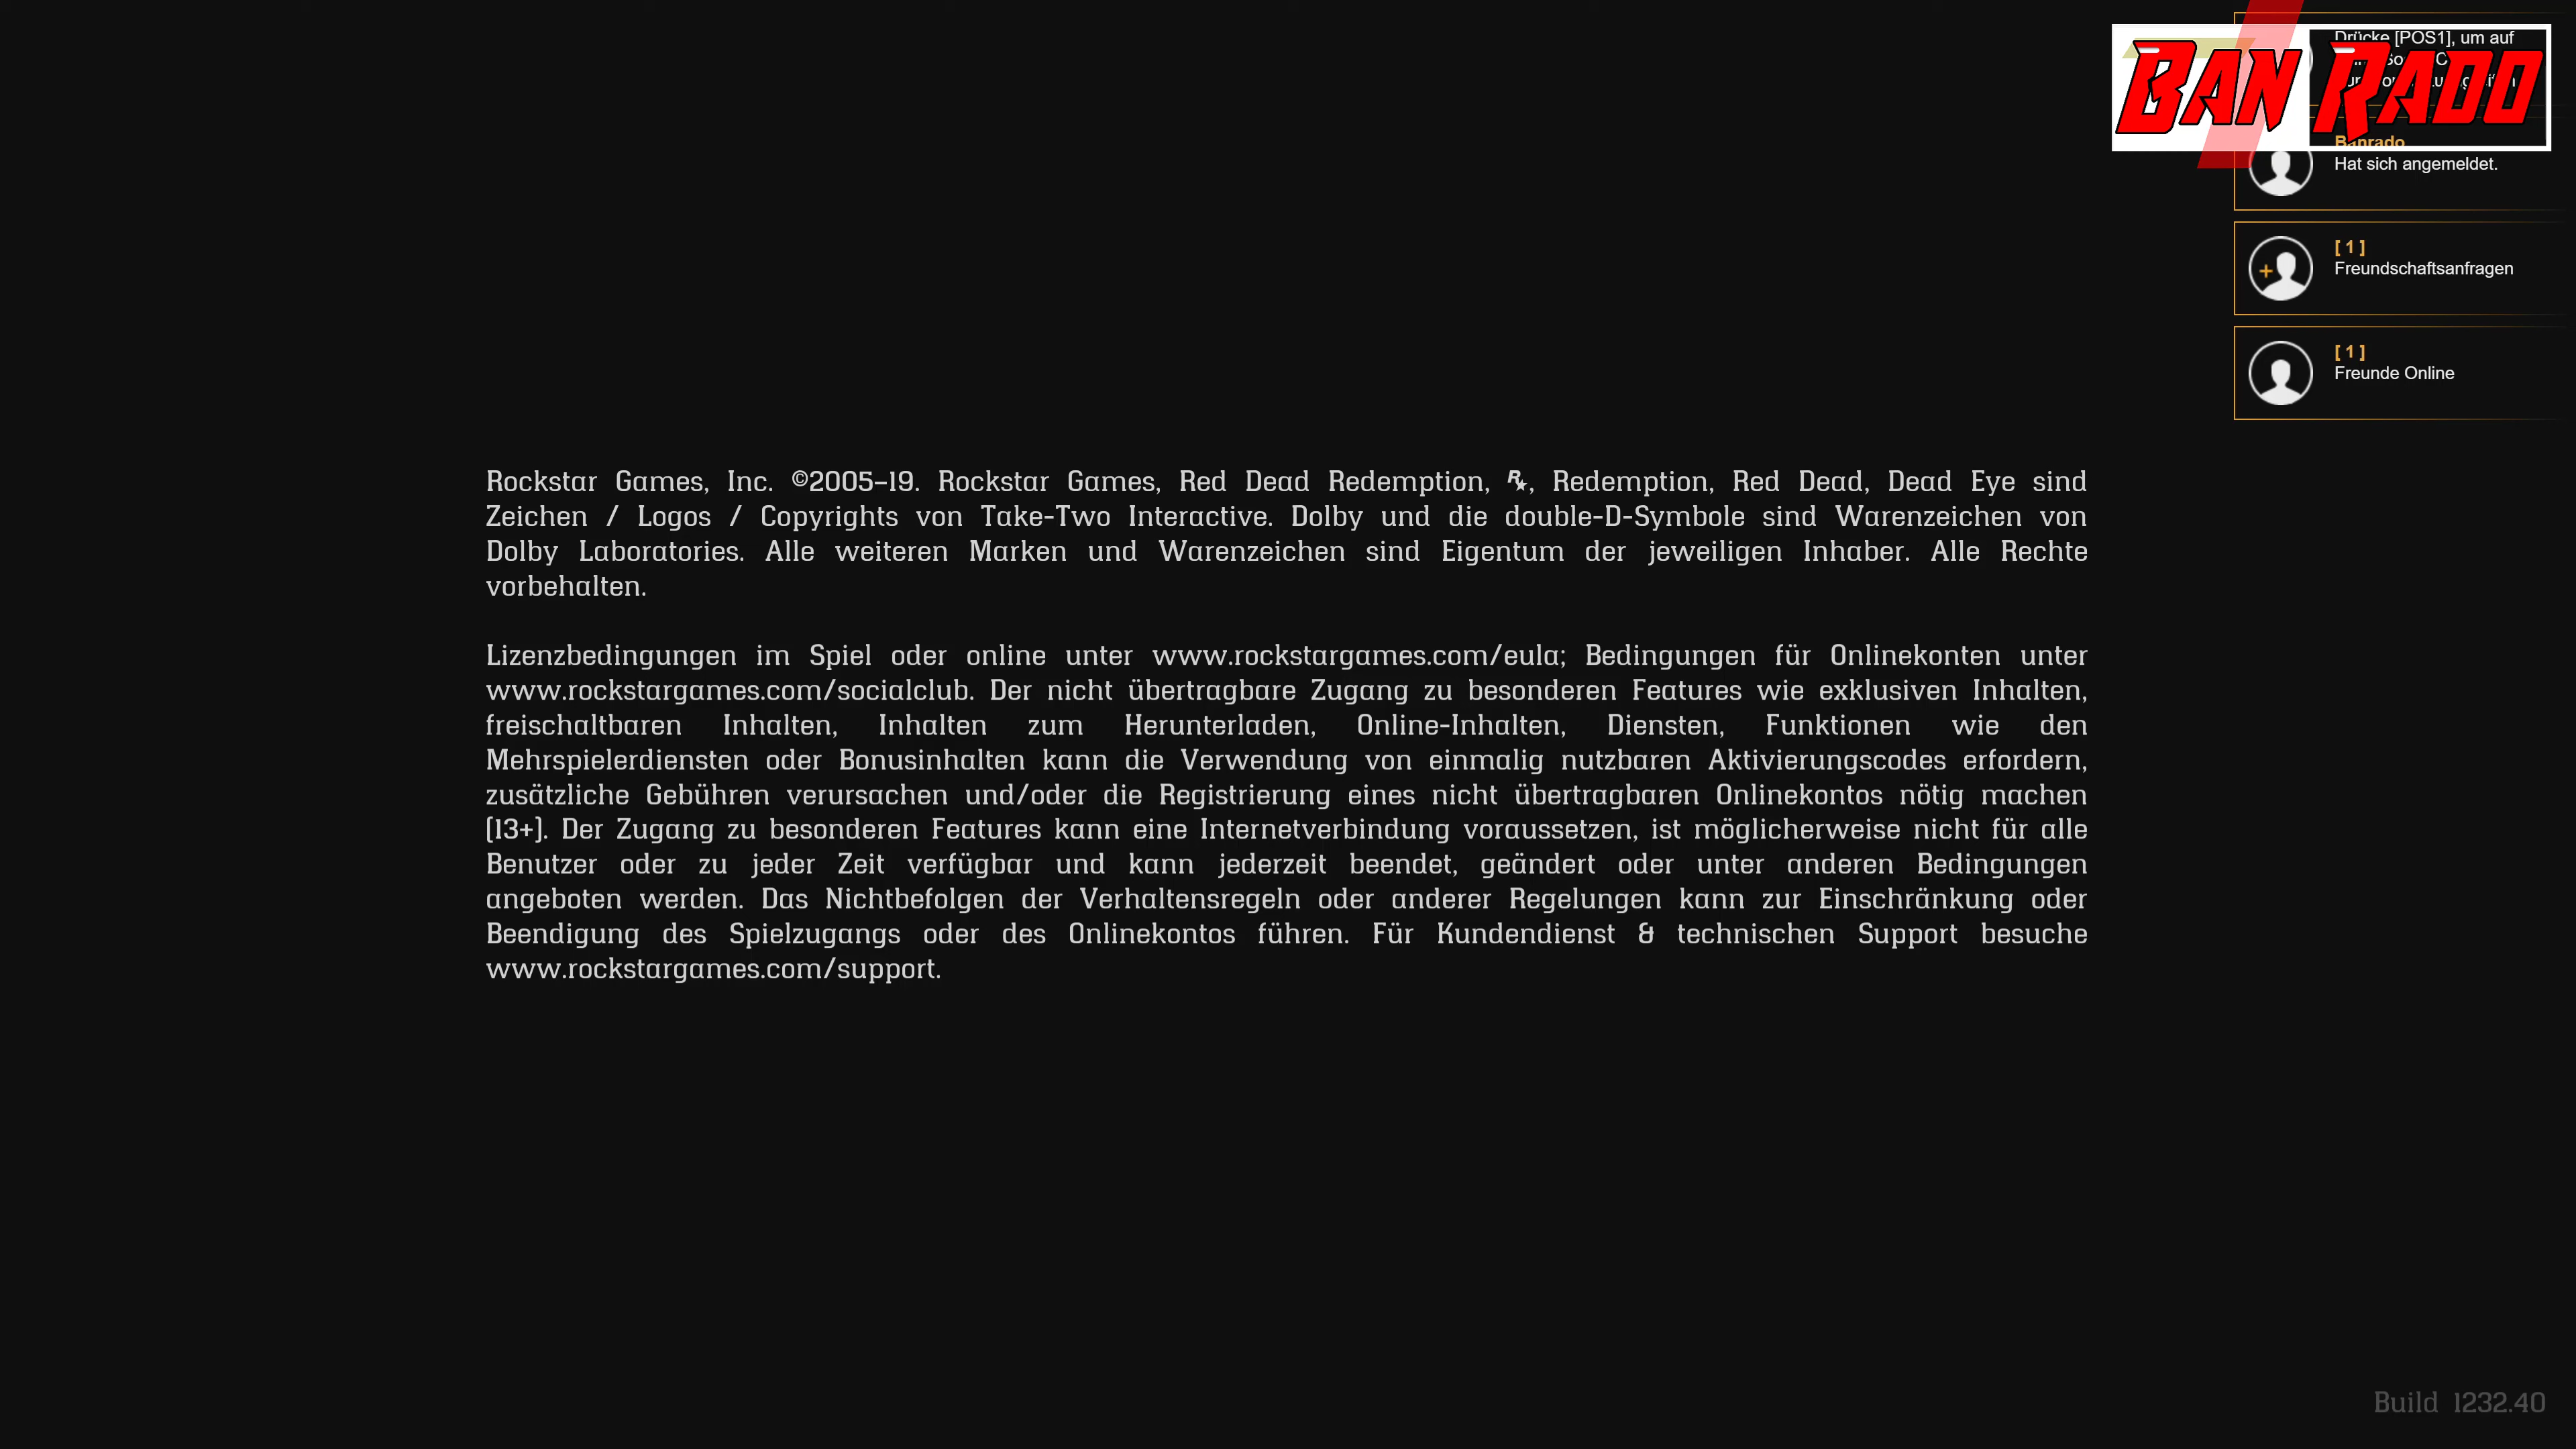 Drücke [POS1], um auf
BAN RADO
Banrado
Hat sich angemeldet.
[ 1 ]
Freundschaftsanfragen
[ 1 ]
Freunde Online
Rockstar Games, Inc. ©2005–19. Rockstar Games, Red Dead Redemption, R★, Redemption, Red Dead, Dead Eye sind
Zeichen / Logos / Copyrights von Take-Two Interactive. Dolby und die double-D-Symbole sind Warenzeichen von
Dolby Laboratories. Alle weiteren Marken und Warenzeichen sind Eigentum der jeweiligen Inhaber. Alle Rechte
vorbehalten.
Lizenzbedingungen im Spiel oder online unter www.rockstargames.com/eula; Bedingungen für Onlinekonten unter
www.rockstargames.com/socialclub. Der nicht übertragbare Zugang zu besonderen Features wie exklusiven Inhalten,
freischaltbaren Inhalten, Inhalten zum Herunterladen, Online-Inhalten, Diensten, Funktionen wie den
Mehrspielerdiensten oder Bonusinhalten kann die Verwendung von einmalig nutzbaren Aktivierungscodes erfordern,
zusätzliche Gebühren verursachen und/oder die Registrierung eines nicht übertragbaren Onlinekontos nötig machen
(13+). Der Zugang zu besonderen Features kann eine Internetverbindung voraussetzen, ist möglicherweise nicht für alle
Benutzer oder zu jeder Zeit verfügbar und kann jederzeit beendet, geändert oder unter anderen Bedingungen
angeboten werden. Das Nichtbefolgen der Verhaltensregeln oder anderer Regelungen kann zur Einschränkung oder
Beendigung des Spielzugangs oder des Onlinekontos führen. Für Kundendienst & technischen Support besuche
www.rockstargames.com/support.
Build 1232.40